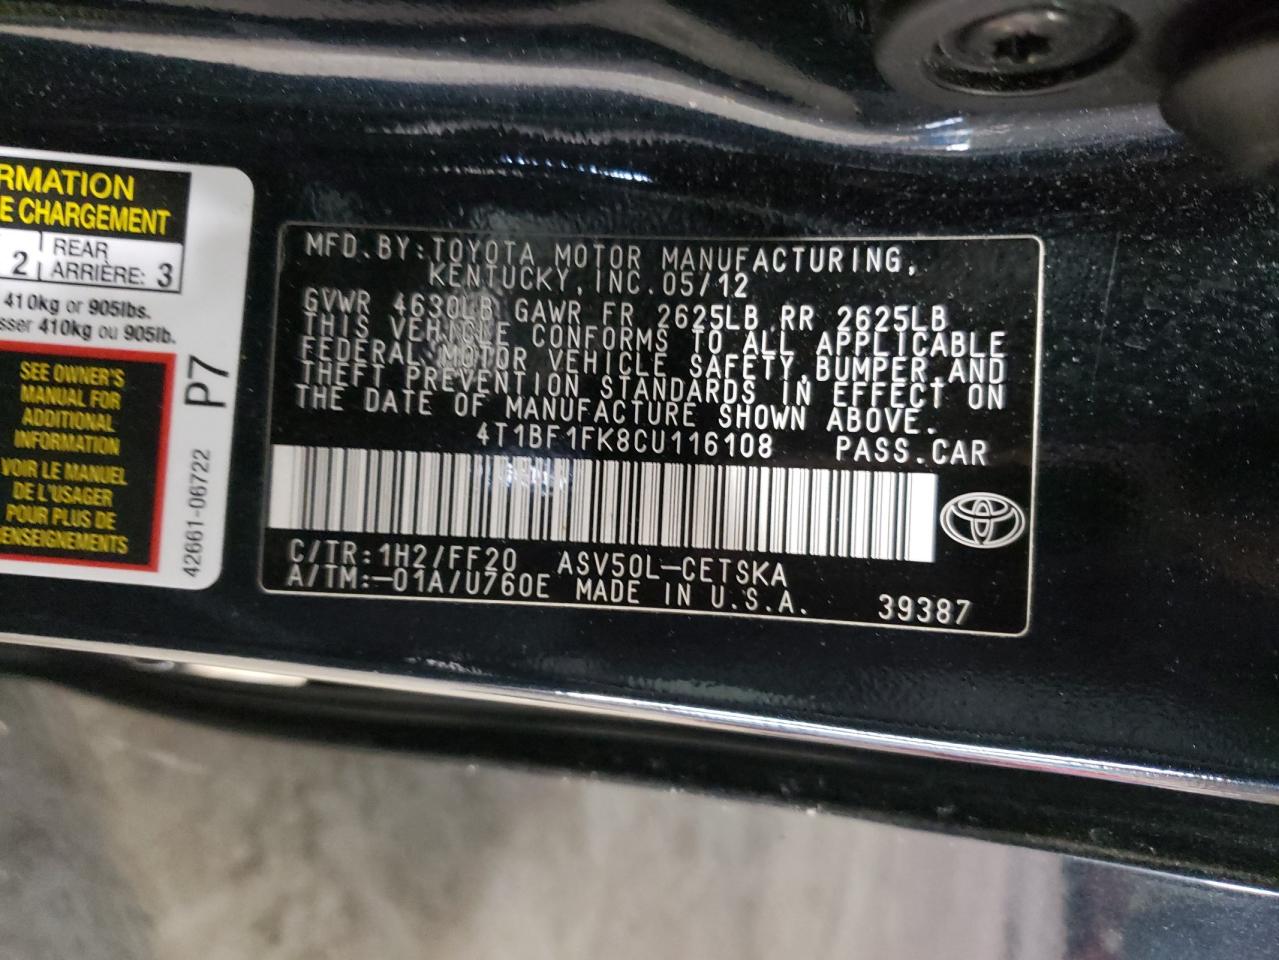 RMATION
E CHARGEMENT
2 REAR ARRIÈRE: 3
410kg or 905lbs.
sser 410kg ou 905lb.
SEE OWNER'S
MANUAL FOR
ADDITIONAL
INFORMATION
VOIR LE MANUEL
DE L'USAGER
POUR PLUS DE
RENSEIGNEMENTS
P7
42661-06722
MFD. BY: TOYOTA MOTOR MANUFACTURING,
KENTUCKY, INC. 05/12
GVWR 4630LB GAWR FR 2625LB RR 2625LB
THIS VEHICLE CONFORMS TO ALL APPLICABLE
FEDERAL MOTOR VEHICLE SAFETY, BUMPER, AND
THEFT PREVENTION STANDARDS IN EFFECT ON
THE DATE OF MANUFACTURE SHOWN ABOVE.
4T1BF1FK8CU116108 PASS. CAR
C/TR: 1H2/FF20 ASV50L-CETSKA
A/TM:-01A/U760E MADE IN U.S.A. 39387